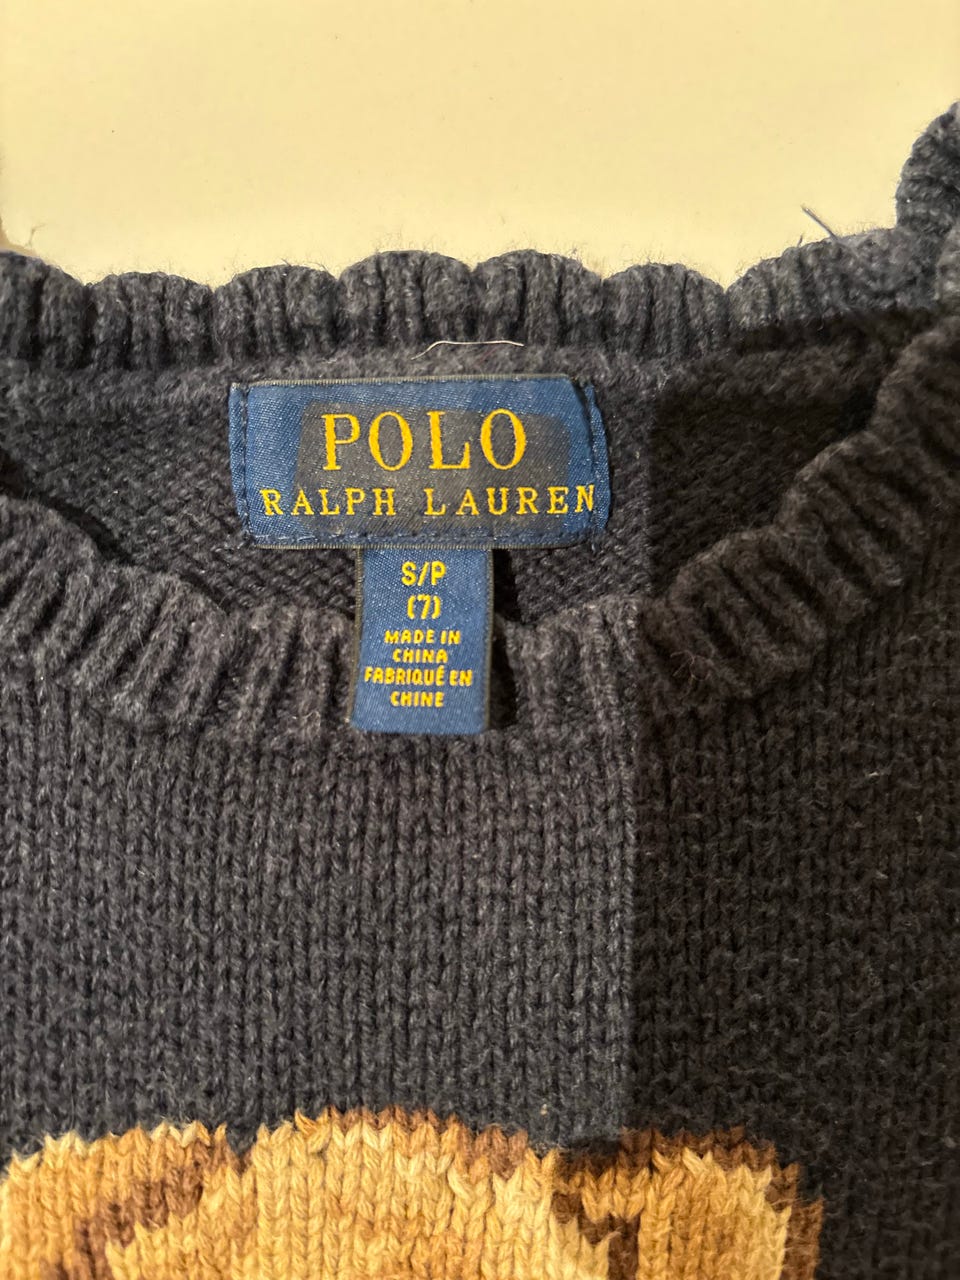 POLO
RALPH LAUREN
S/P
(7)
MADE IN
CHINA
FABRIQUÉ EN
CHINE